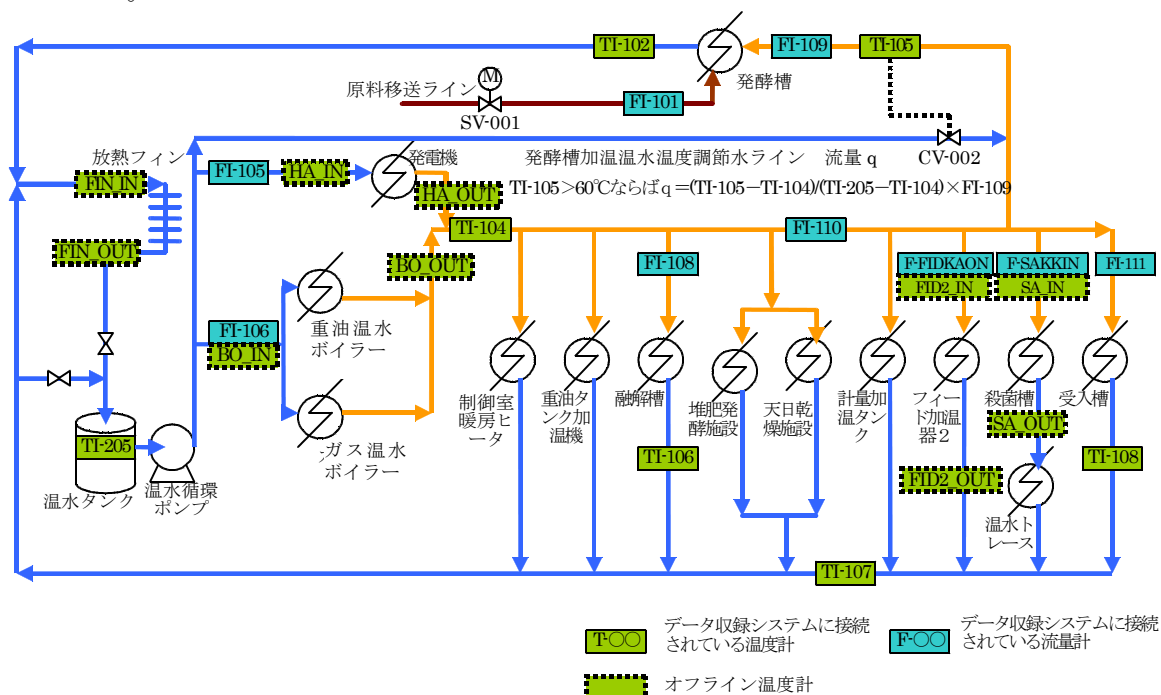 TI-102
FI-109
TI-105
発酵槽
原料移送ライン
M
FI-101
SV-001
放熱フィン
FI-105
HA_IN
発電機
発酵槽加温温水温度調節水ライン 流量 q
CV-002
FIN_IN
TI-105>60℃ならば q =(TI-105-TI-104)/(TI-205-TI-104)×FI-109
HA_OUT
TI-104
FI-110
FIN_OUT
BO_OUT
FI-108
F-FIDKAON
FID2_IN
F-SAKKIN
SA_IN
FI-111
FI-106
BO_IN
重油温水
ボイラー
ガス温水
ボイラー
制御室
暖房ヒ
ータ
重油タ
ンク加
温機
融解槽
堆肥発
酵施設
天日乾
燥施設
計量加
温タン
ク
フィー
ド加温
器2
殺菌槽
受入槽
SA_OUT
TI-106
TI-108
FID2_OUT
TI-205
温水タンク
温水循環
ポンプ
温水ト
レース
TI-107
T-○○
データ収録システムに接続
されている温度計
F-○○
データ収録システムに接続
されている流量計
オフライン温度計